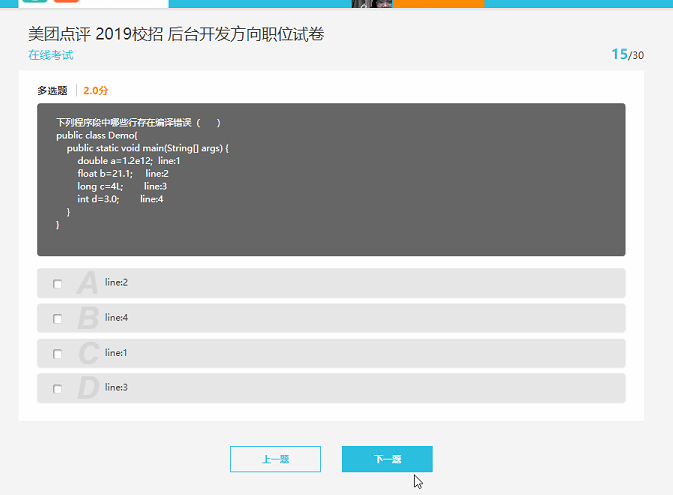 美团点评 2019校招 后台开发方向职位试卷
在线考试
15/30
多选题 2.0分
下列程序段中哪些行存在编译错误（ ）
public class Demo{
public static void main(String[] args) {
double a=1.2e12; line:1
float b=21.1; line:2
long c=4L; line:3
int d=3.0; line:4
}
}
A line:2
B line:4
C line:1
D line:3
上一题 下一题